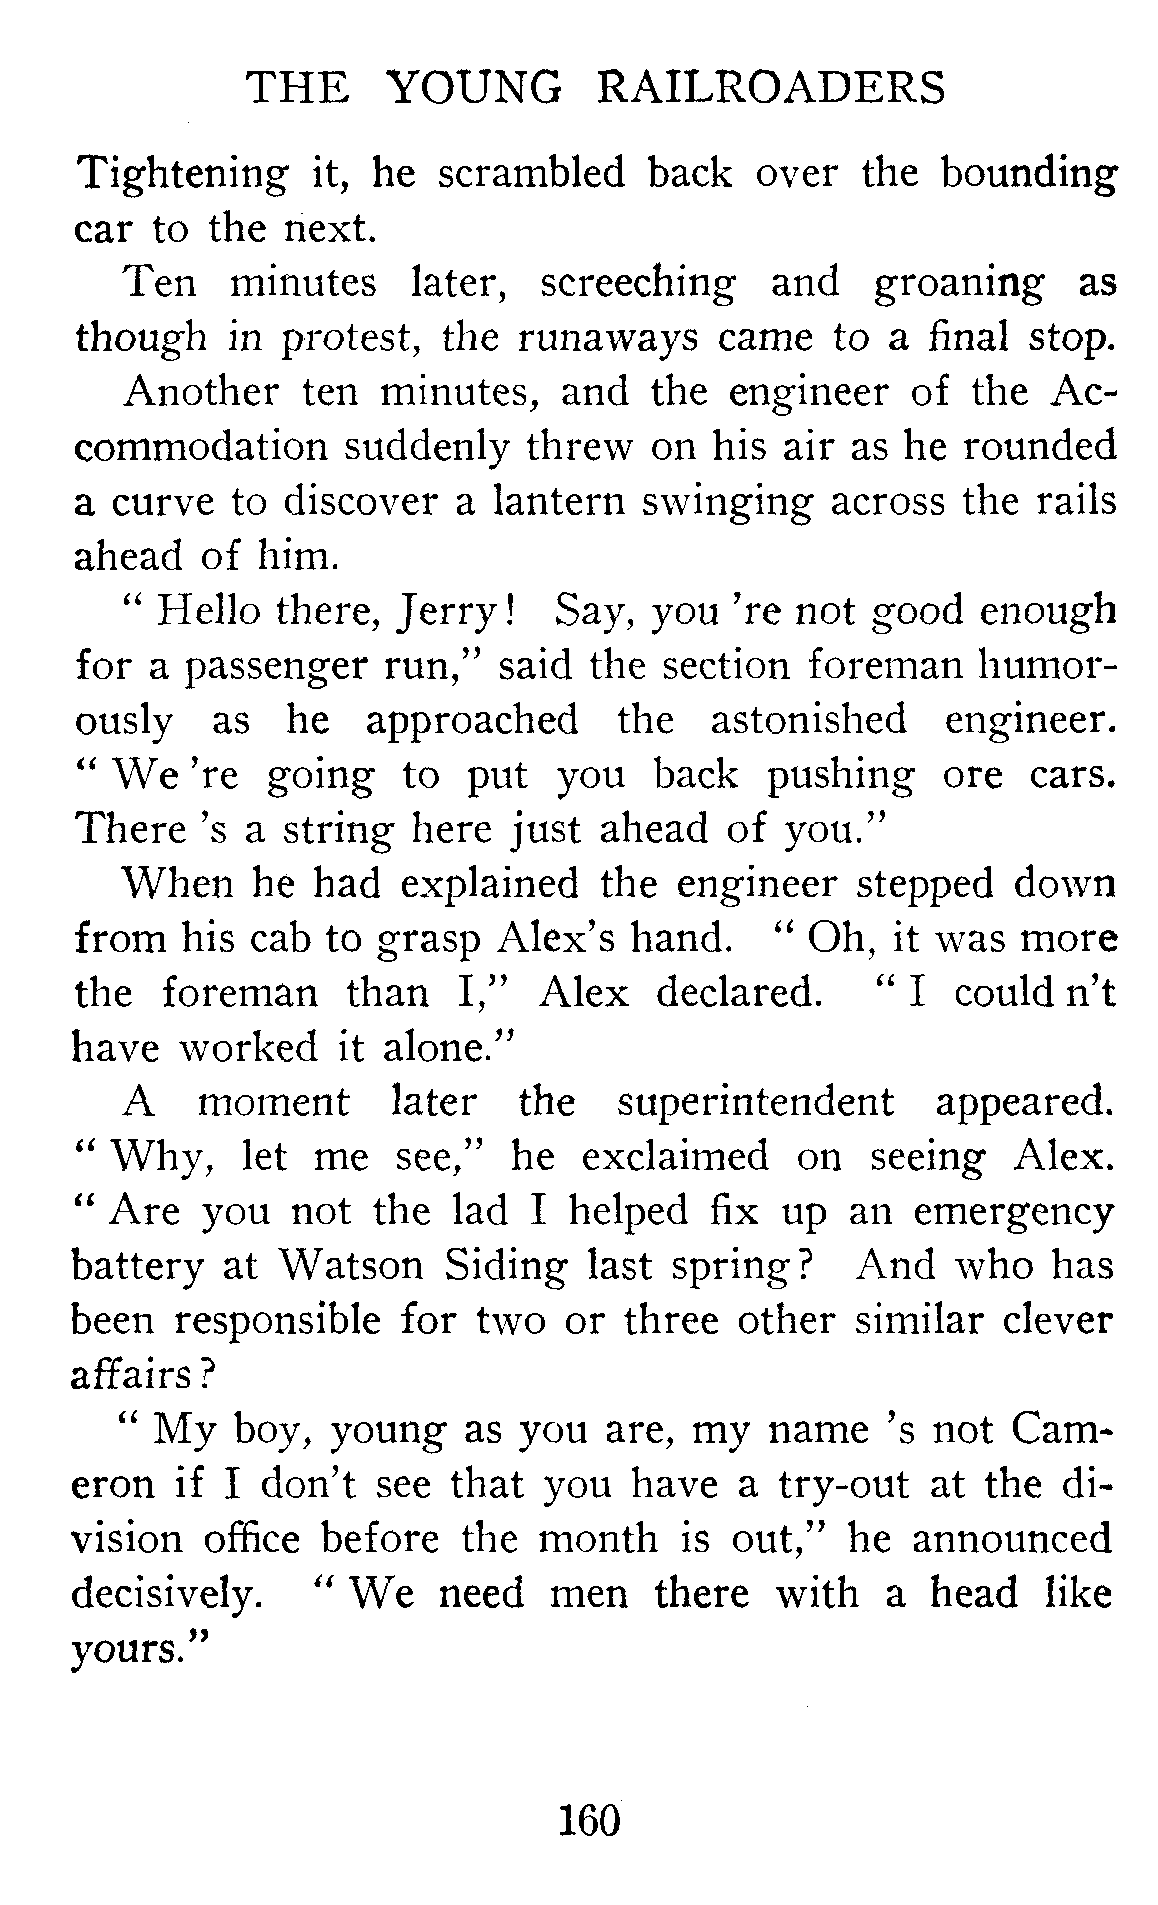 THE YOUNG RAILROADERS
Tightening it, he scrambled back over the bounding
car to the next.
Ten minutes later, screeching and groaning as
though in protest, the runaways came to a final stop.
Another ten minutes, and the engineer of the Ac-
commodation suddenly threw on his air as he rounded
a curve to discover a lantern swinging across the rails
ahead of him.
“ Hello there, Jerry! Say, you ’re not good enough
for a passenger run,” said the section foreman humor-
ously as he approached the astonished engineer.
“ We ’re going to put you back pushing ore cars.
There ’s a string here just ahead of you.”
When he had explained the engineer stepped down
from his cab to grasp Alex’s hand. “ Oh, it was more
the foreman than I,” Alex declared. “ I could n’t
have worked it alone.”
A moment later the superintendent appeared.
“ Why, let me see,” he exclaimed on seeing Alex.
“ Are you not the lad I helped fix up an emergency
battery at Watson Siding last spring? And who has
been responsible for two or three other similar clever
affairs?
“ My boy, young as you are, my name ’s not Cam-
eron if I don’t see that you have a try-out at the di-
vision office before the month is out,” he announced
decisively. “ We need men there with a head like
yours.”
160